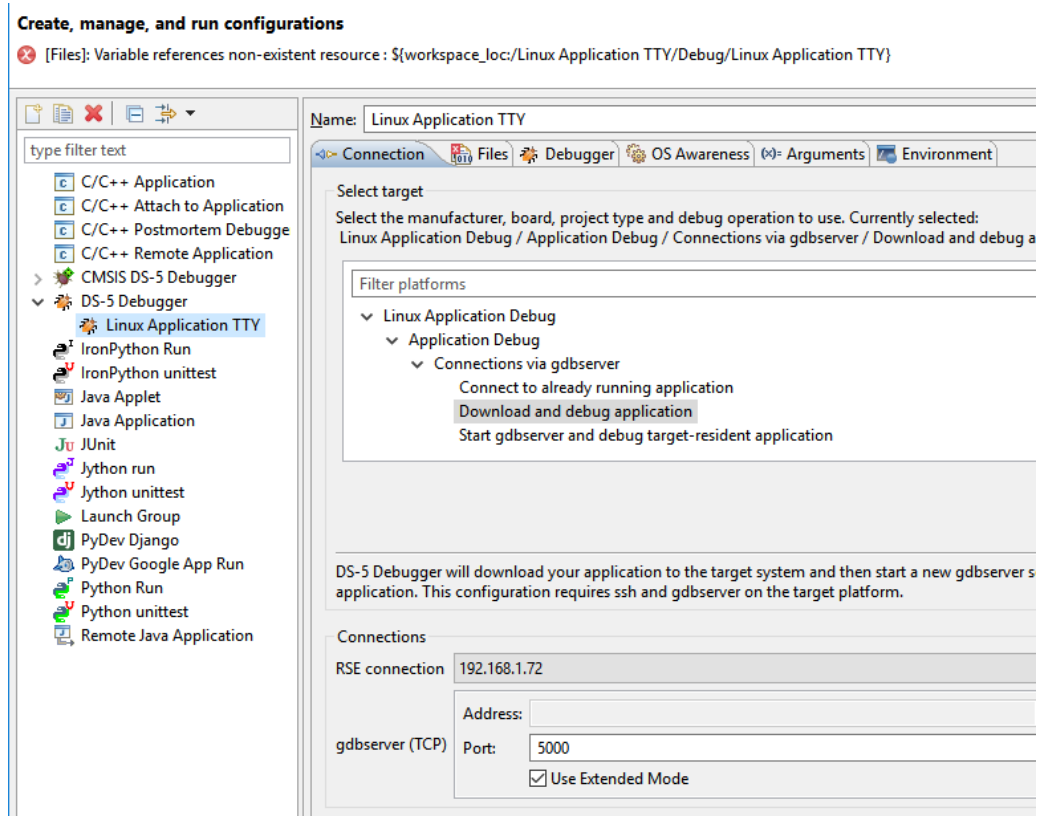 Create, manage, and run configurations
[Files]: Variable references non-existent resource : ${workspace_loc:/Linux Application TTY/Debug/Linux Application TTY}
type filter text
C/C++ Application
C/C++ Attach to Application
C/C++ Postmortem Debugge
C/C++ Remote Application
CMSIS DS-5 Debugger
DS-5 Debugger
Linux Application TTY
IronPython Run
IronPython unittest
Java Applet
Java Application
JUnit
Jython run
Jython unittest
Launch Group
PyDev Django
PyDev Google App Run
Python Run
Python unittest
Remote Java Application
Name: Linux Application TTY
Connection Files Debugger OS Awareness Arguments Environment
Select target
Select the manufacturer, board, project type and debug operation to use. Currently selected:
Linux Application Debug / Application Debug / Connections via gdbserver / Download and debug a
Filter platforms
Linux Application Debug
Application Debug
Connections via gdbserver
Connect to already running application
Download and debug application
Start gdbserver and debug target-resident application
DS-5 Debugger will download your application to the target system and then start a new gdbserver s
application. This configuration requires ssh and gdbserver on the target platform.
Connections
RSE connection 192.168.1.72
Address:
gdbserver (TCP) Port: 5000
Use Extended Mode